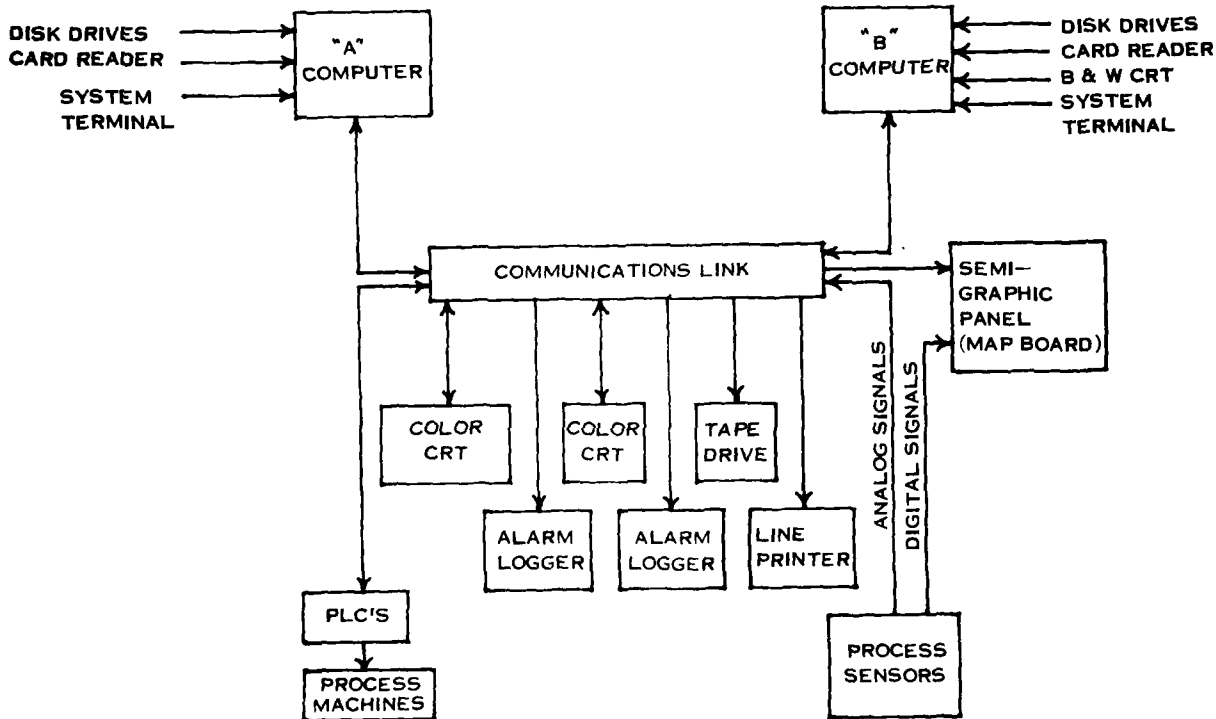 DISK DRIVES
CARD READER
SYSTEM
TERMINAL
"A"
COMPUTER
"B"
COMPUTER
DISK DRIVES
CARD READER
B & W CRT
SYSTEM
TERMINAL
COMMUNICATIONS LINK
SEMI-
GRAPHIC
PANEL
(MAP BOARD)
COLOR
CRT
COLOR
CRT
TAPE
DRIVE
ALARM
LOGGER
ALARM
LOGGER
LINE
PRINTER
ANALOG SIGNALS
DIGITAL SIGNALS
PLC'S
PROCESS
MACHINES
PROCESS
SENSORS